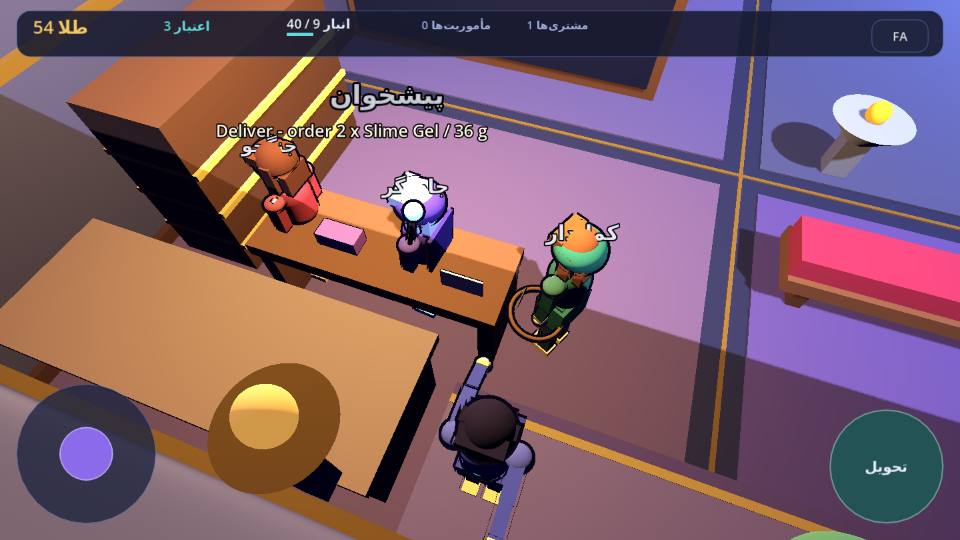 طلا 54
اعتبار 3
انبار 9 / 40
مأموریت‌ها 0
مشتری‌ها 1
FA
پیشخوان
Deliver - order 2 x Slime Gel / 36 g
تحویل